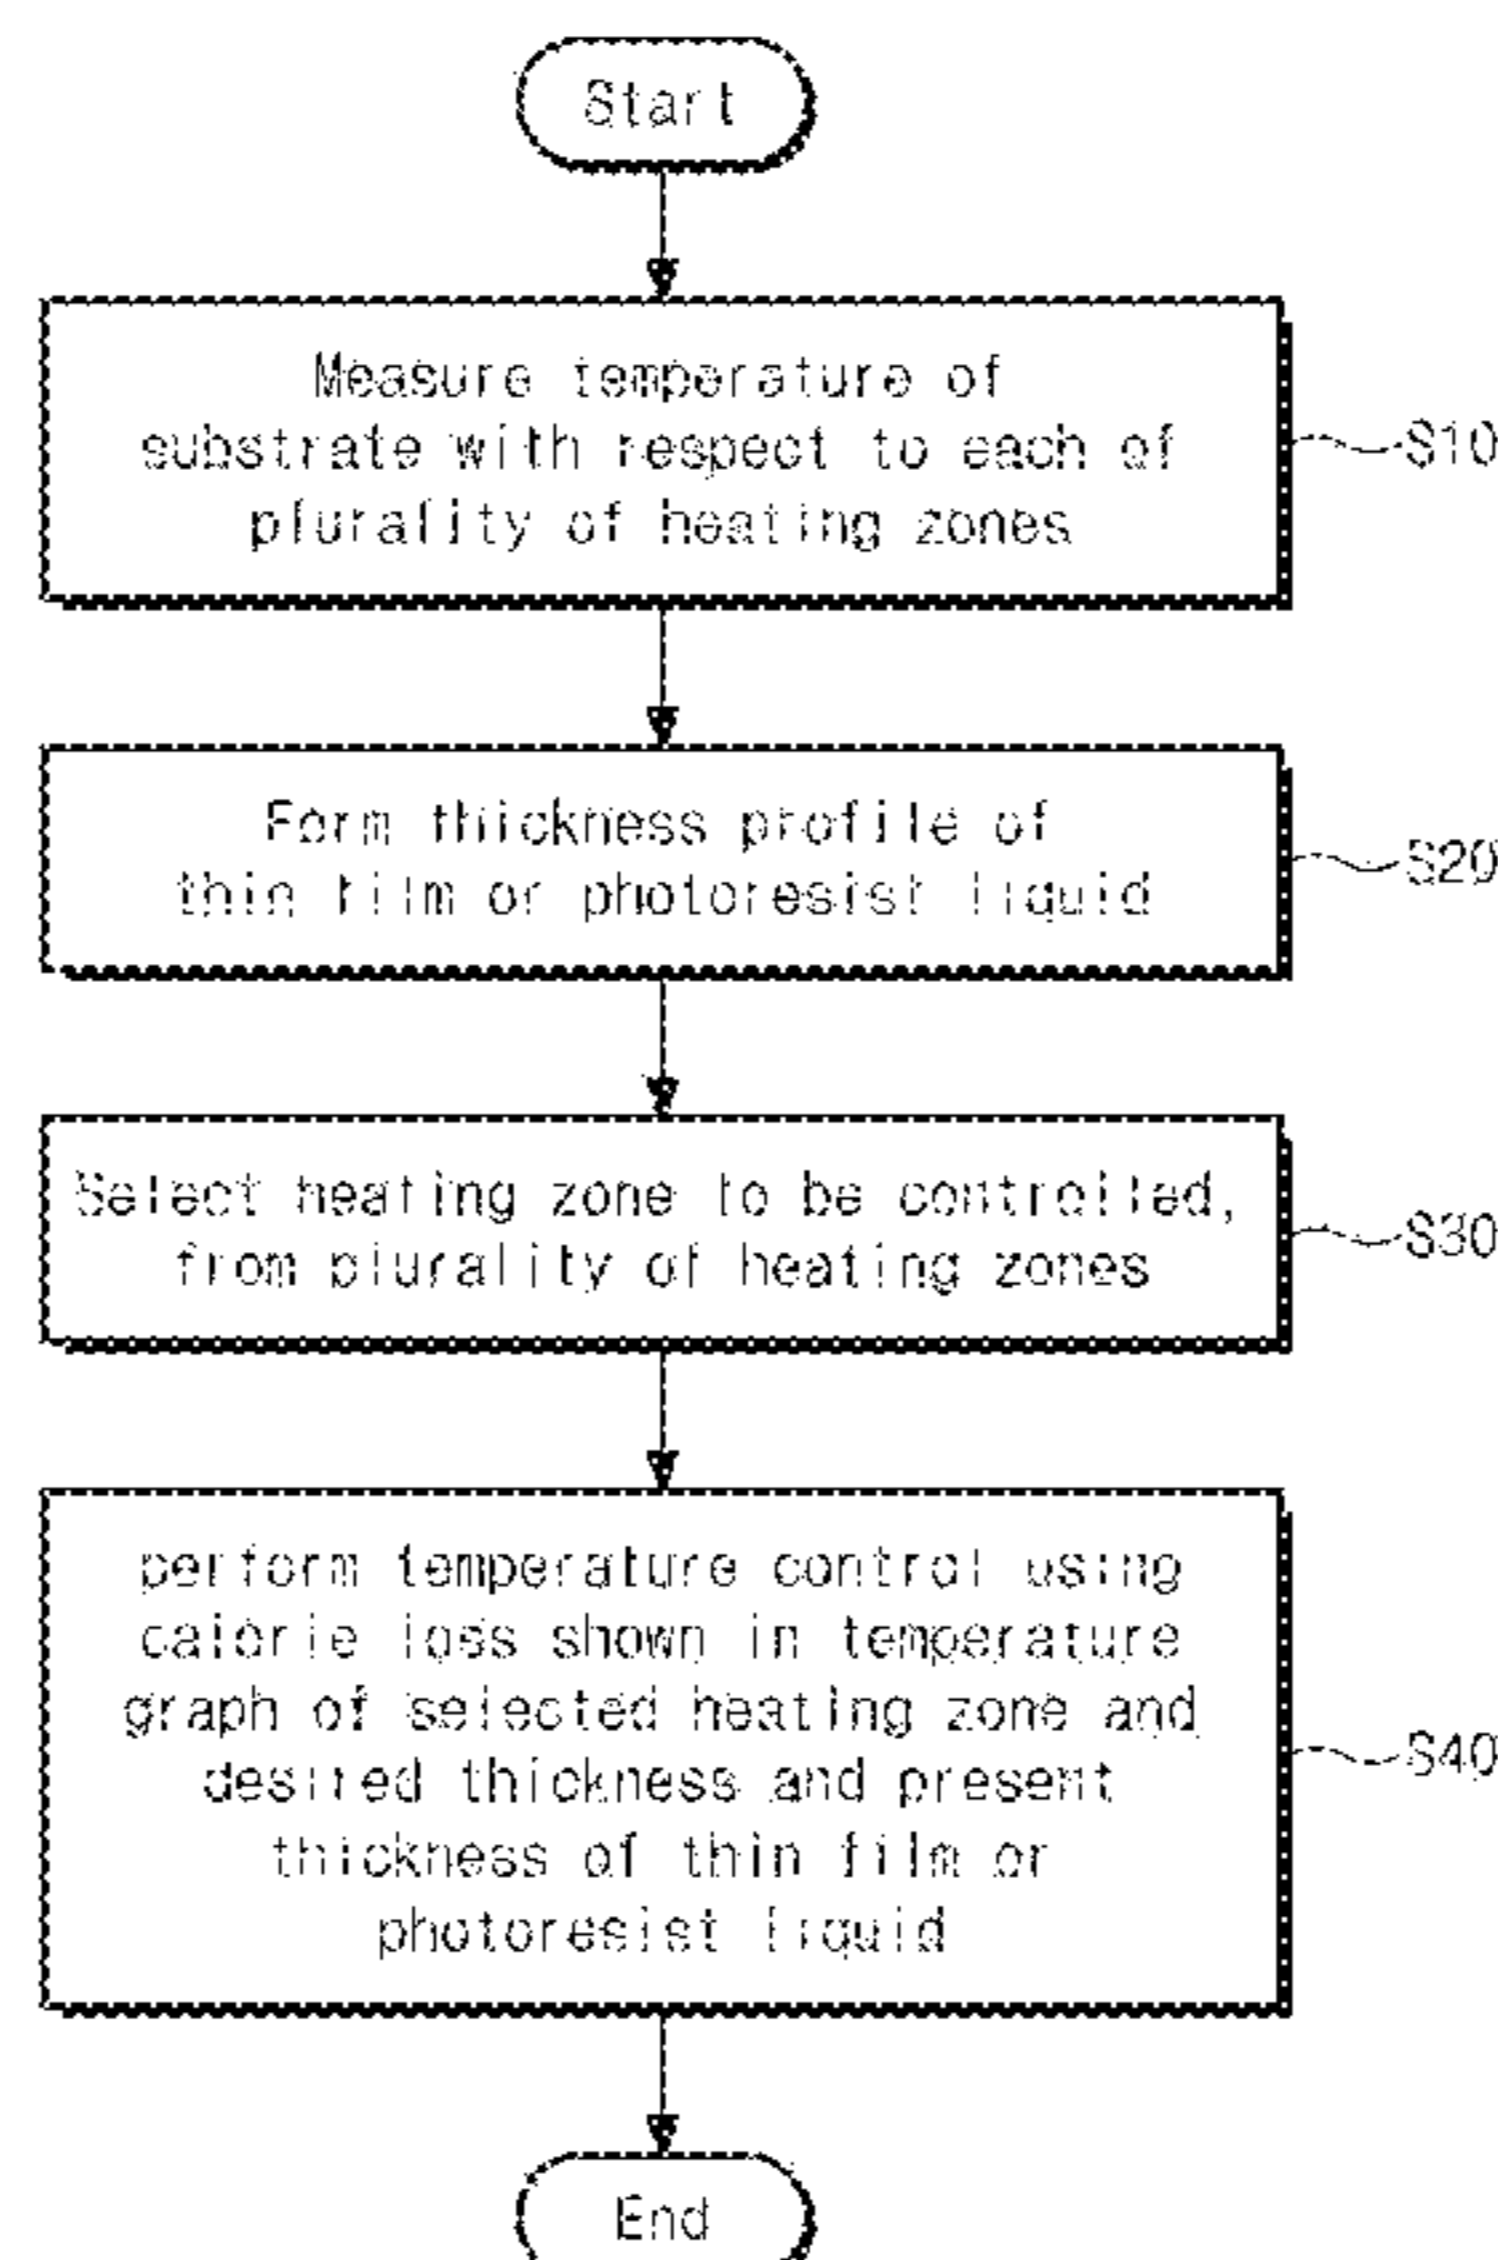 Start
Measure temperature of
substrate with respect to each of
plurality of heating zones
S10
Form thickness profile of
thin film or photoresist liquid
S20
Select heating zone to be controlled,
from plurality of heating zones
S30
perform temperature control using
calorie loss shown in temperature
graph of selected heating zone and
desired thickness and present
thickness of thin film or
photoresist liquid
S40
End